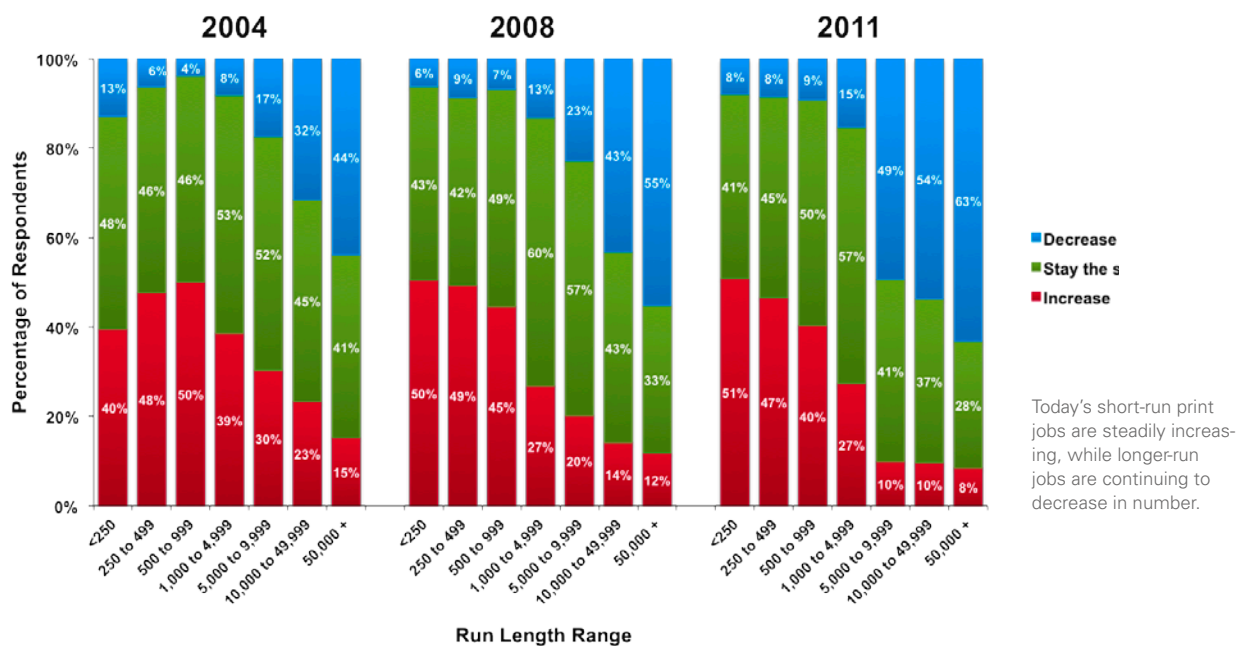 2004
2008
2011
100%
80%
60%
40%
20%
0%
Percentage of Respondents
13% 6% 4% 8% 17% 32% 44%
48% 46% 46% 53% 52% 45% 41%
40% 48% 50% 39% 30% 23% 15%
6% 9% 7% 13% 23% 43% 55%
43% 42% 49% 60% 57% 43% 33%
50% 49% 45% 27% 20% 14% 12%
8% 8% 9% 15% 49% 54% 63%
41% 45% 50% 57% 41% 37% 28%
51% 47% 40% 27% 10% 10% 8%
<250
250 to 499
500 to 999
1,000 to 4,999
5,000 to 9,999
10,000 to 49,999
50,000 +
<250
250 to 499
500 to 999
1,000 to 4,999
5,000 to 9,999
10,000 to 49,999
50,000 +
<250
250 to 499
500 to 999
1,000 to 4,999
5,000 to 9,999
10,000 to 49,999
50,000 +
Run Length Range
Decrease
Stay the s
Increase
Today's short-run print
jobs are steadily increas-
ing, while longer-run
jobs are continuing to
decrease in number.